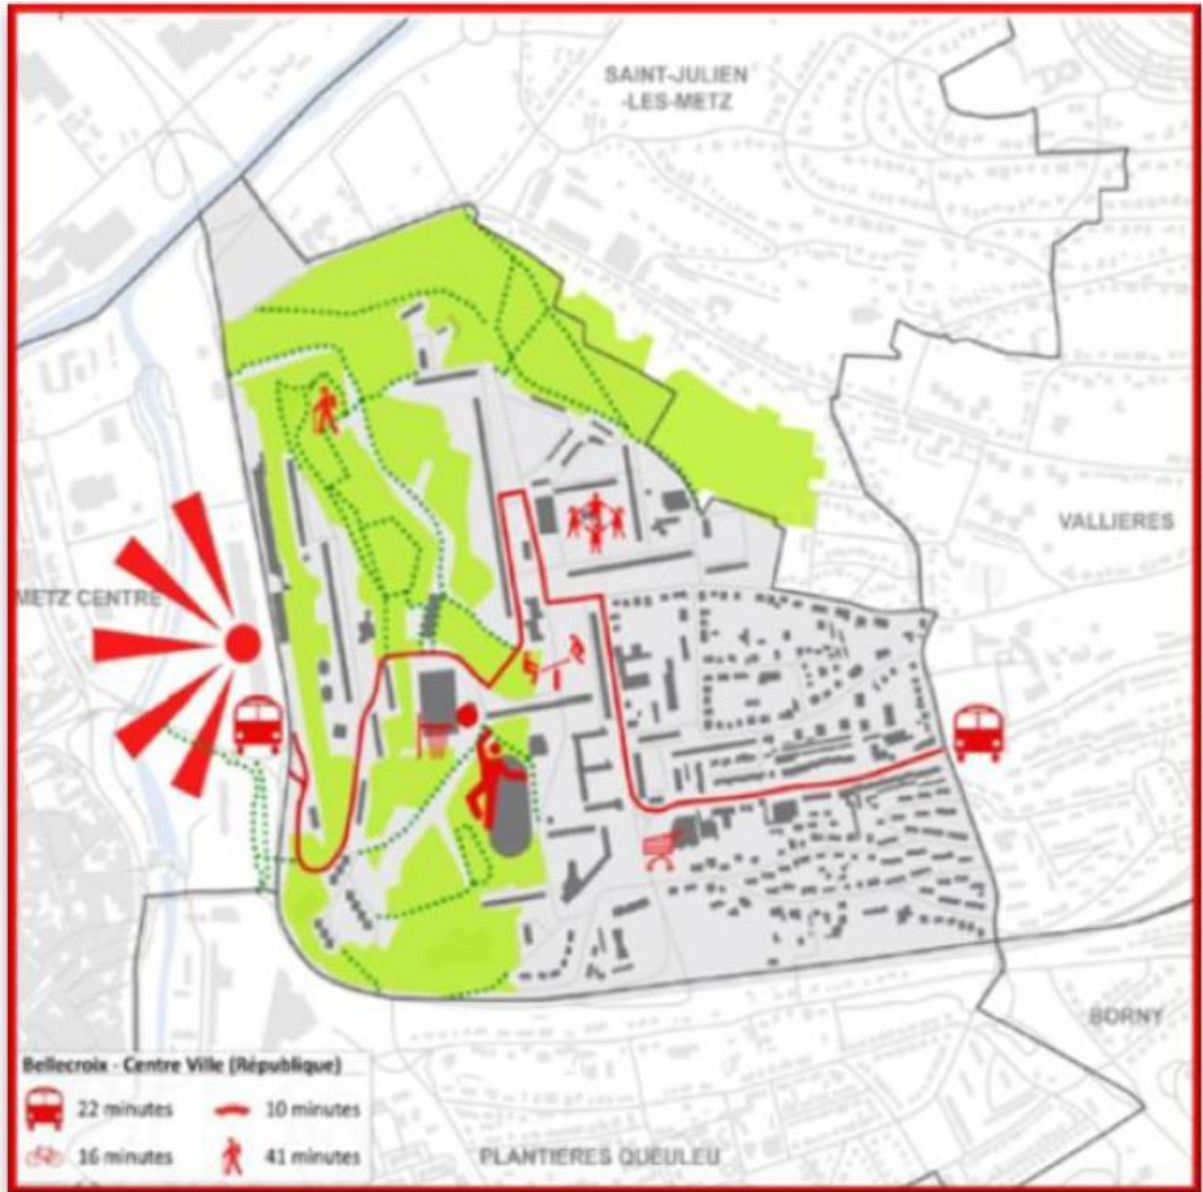 SAINT-JULIEN
-LES-METZ
VALLIERES
METZ CENTRE
BORNY
Bellecroix - Centre Ville (République)
22 minutes
10 minutes
16 minutes
41 minutes
PLANTIERES QUEULEU